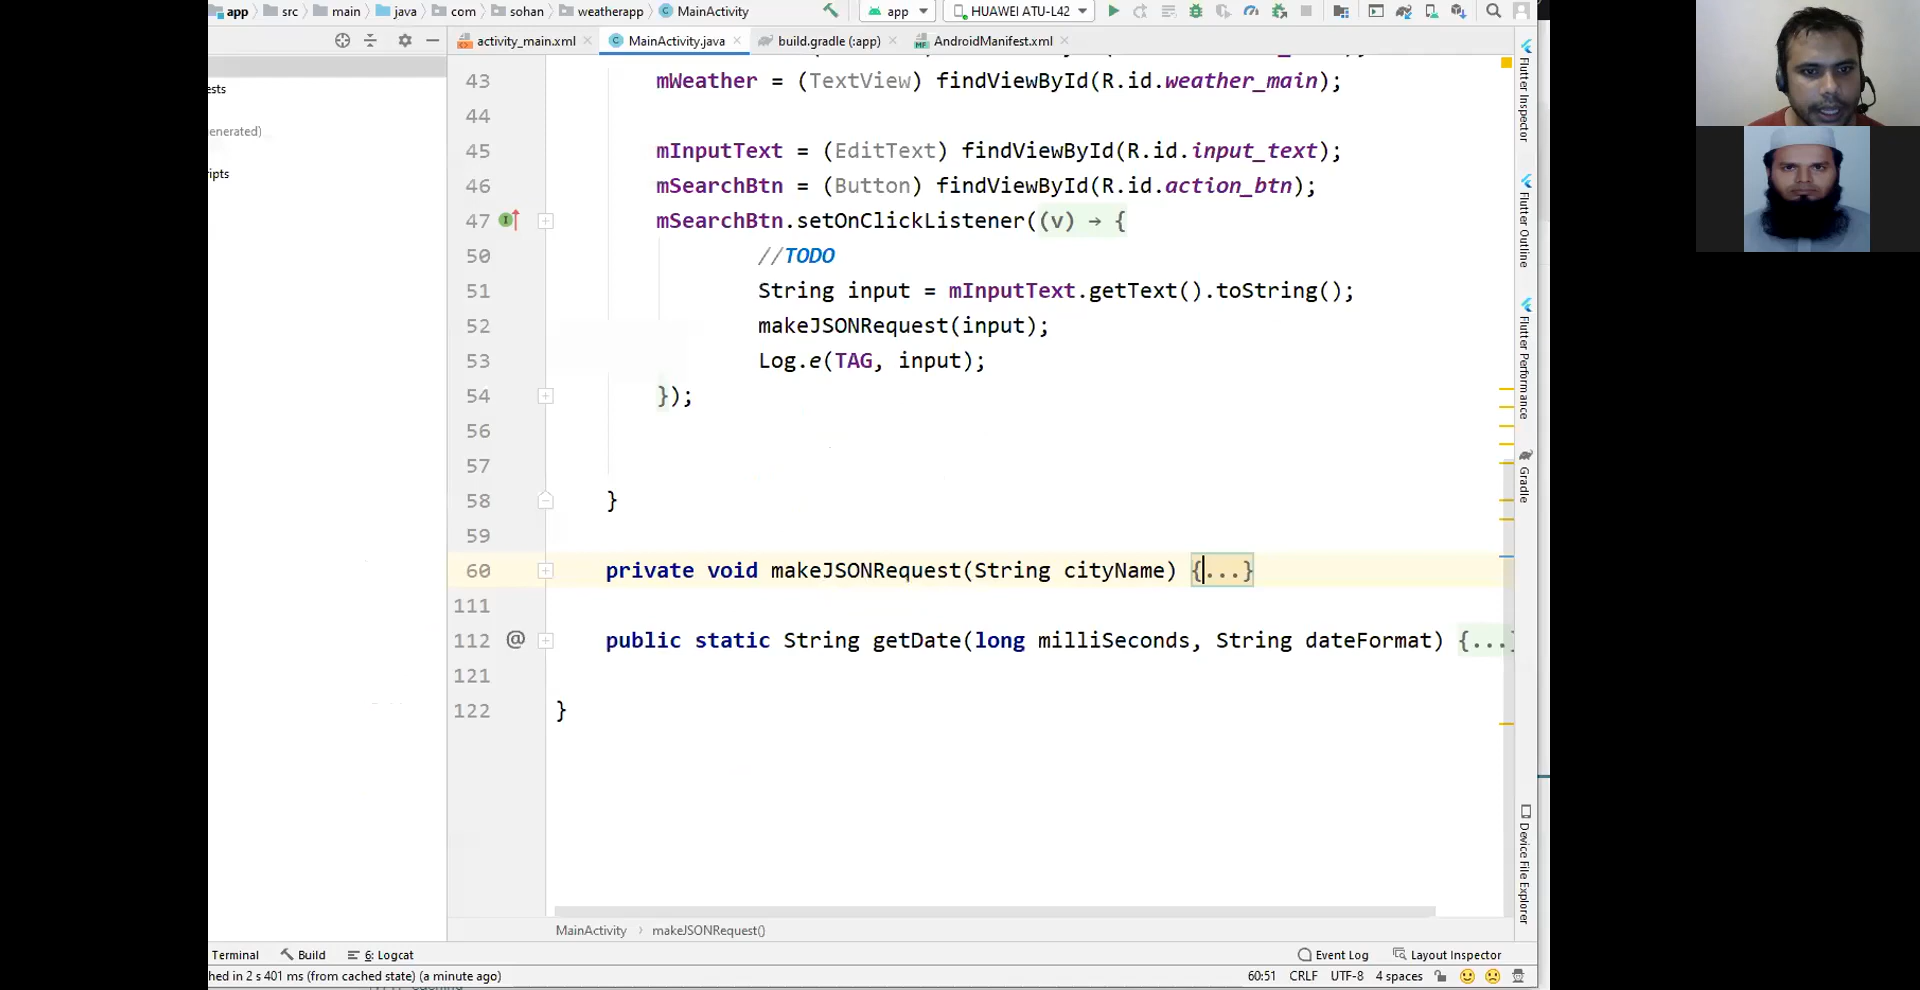 app src main java com sohan weatherapp MainActivity app HUAWEI ATU-L42
activity_main.xml MainActivity.java build.gradle (:app) AndroidManifest.xml
ests
enerated)
ripts
43 mWeather = (TextView) findViewById(R.id.weather_main);
44
45 mInputText = (EditText) findViewById(R.id.input_text);
46 mSearchBtn = (Button) findViewById(R.id.action_btn);
47 mSearchBtn.setOnClickListener((v) → {
50 //TODO
51 String input = mInputText.getText().toString();
52 makeJSONRequest(input);
53 Log.e(TAG, input);
54 });
56
57
58 }
59
60 private void makeJSONRequest(String cityName) {...}
111
112 @ public static String getDate(long milliSeconds, String dateFormat) {...}
121
122 }
Flutter Inspector
Flutter Outline
Flutter Performance
Gradle
Device File Explorer
MainActivity › makeJSONRequest()
Terminal Build 6: Logcat Event Log Layout Inspector
hed in 2 s 401 ms (from cached state) (a minute ago) 60:51 CRLF UTF-8 4 spaces